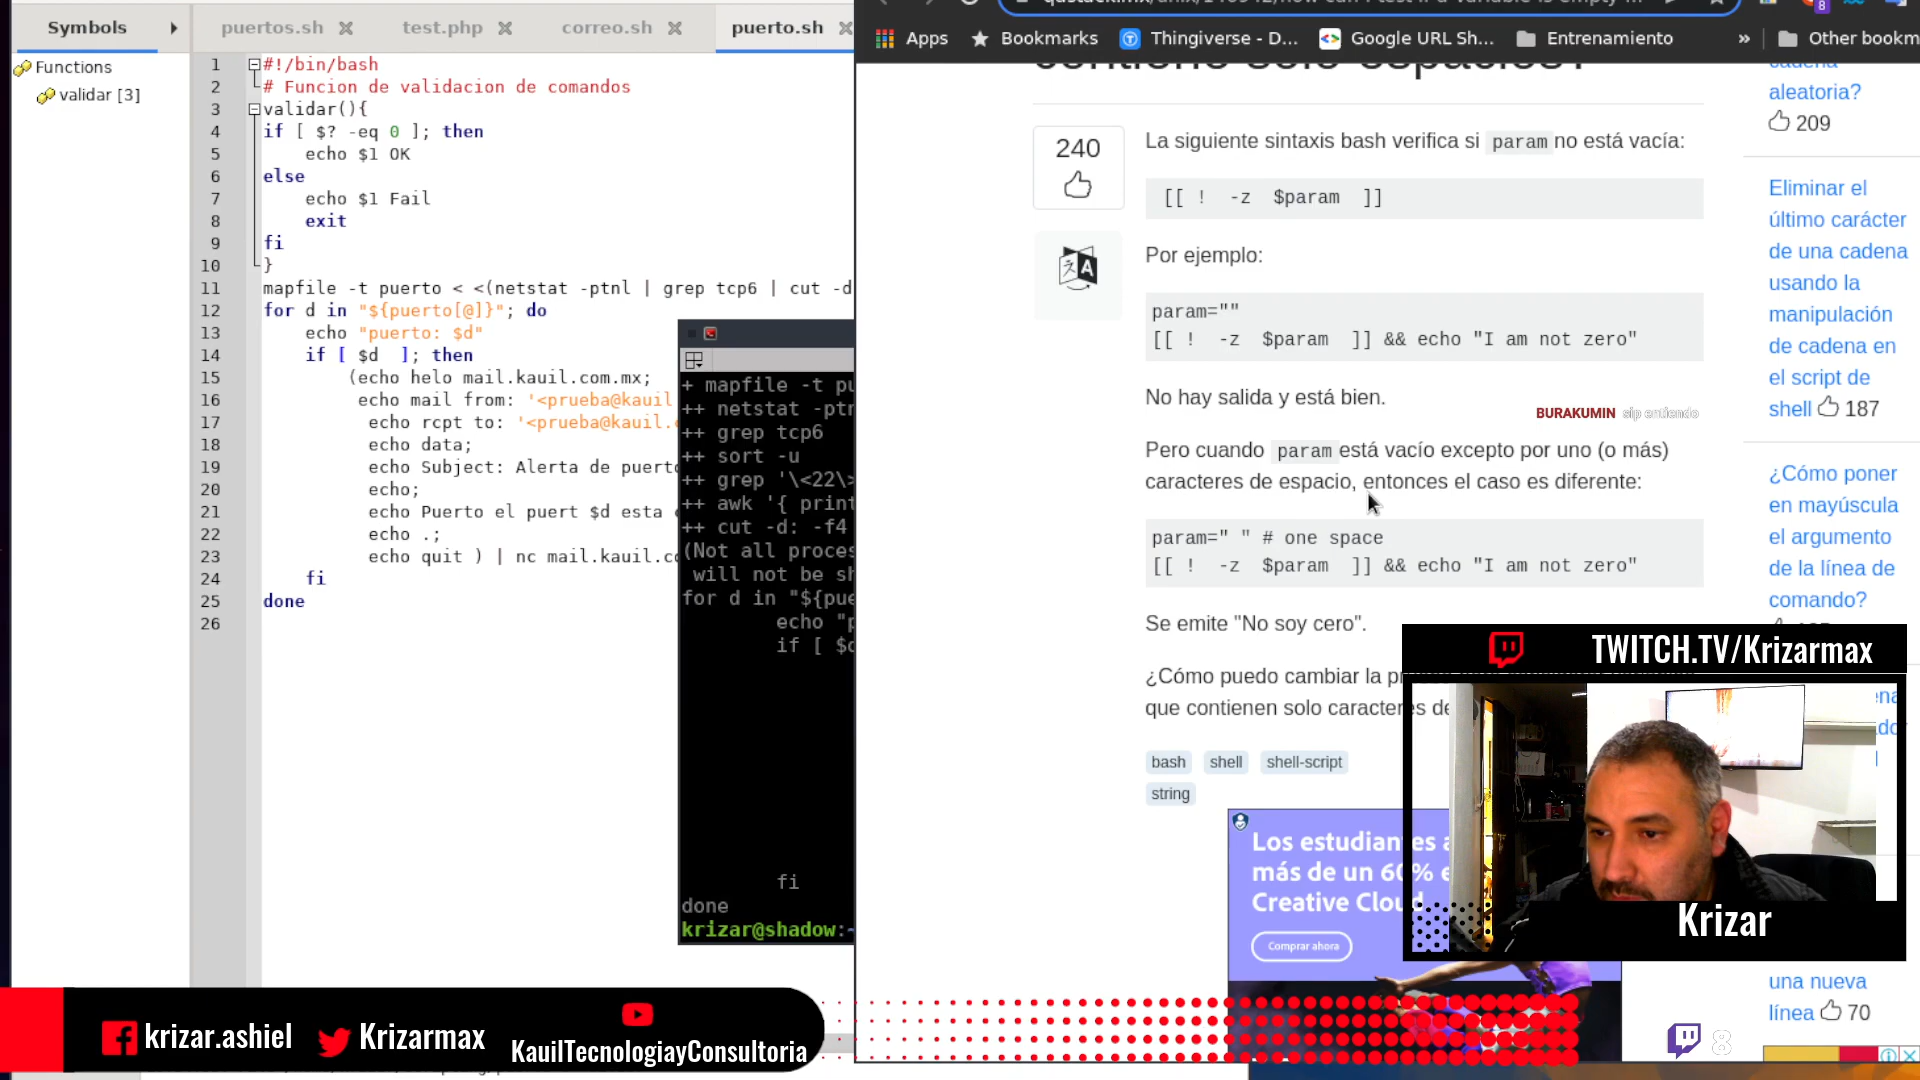 Symbols
puertos.sh
test.php
correo.sh
puerto.sh
Functions
validar [3]
1 #!/bin/bash
2 # Funcion de validacion de comandos
3 validar(){
4 if [ $? -eq 0 ]; then
5 echo $1 OK
6 else
7 echo $1 Fail
8 exit
9 fi
10 }
11 mapfile -t puerto < <(netstat -ptnl | grep tcp6 | cut -d
12 for d in "${puerto[@]}"; do
13 echo "puerto: $d"
14 if [ $d ]; then
15 (echo helo mail.kauil.com.mx;
16 echo mail from: '<prueba@kauil
17 echo rcpt to: '<prueba@kauil.
18 echo data;
19 echo Subject: Alerta de puert
20 echo;
21 echo Puerto el puert $d esta
22 echo .;
23 echo quit ) | nc mail.kauil.c
24 fi
25 done
26
+ mapfile -t pu
++ netstat -ptn
++ grep tcp6
++ sort -u
++ grep '\<22\>
++ awk '{ print
++ cut -d: -f4
(Not all proces
will not be sh
for d in "${pue
echo "p
if [ $d
fi
done
krizar@shadow:~
Apps
Bookmarks
Thingiverse - D...
Google URL Sh...
Entrenamiento
»
Other bookm
8
240
La siguiente sintaxis bash verifica si param no está vacía:
[[ ! -z $param ]]
Por ejemplo:
param=""
[[ ! -z $param ]] && echo "I am not zero"
No hay salida y está bien.
BURAKUMIN sip entiendo
Pero cuando param está vacío excepto por uno (o más)
caracteres de espacio, entonces el caso es diferente:
param=" " # one space
[[ ! -z $param ]] && echo "I am not zero"
Se emite "No soy cero".
¿Cómo puedo cambiar la
que contienen solo caracteres de
bash
shell
shell-script
string
aleatoria?
209
Eliminar el
último carácter
de una cadena
usando la
manipulación
de cadena en
el script de
shell 187
¿Cómo poner
en mayúscula
el argumento
de la línea de
comando?
una nueva
línea 70
Los estudiantes a
más de un 60% e
Creative Cloud
Comprar ahora
TWITCH.TV/Krizarmax
Krizar
krizar.ashiel
Krizarmax
KauilTecnologiayConsultoria
8